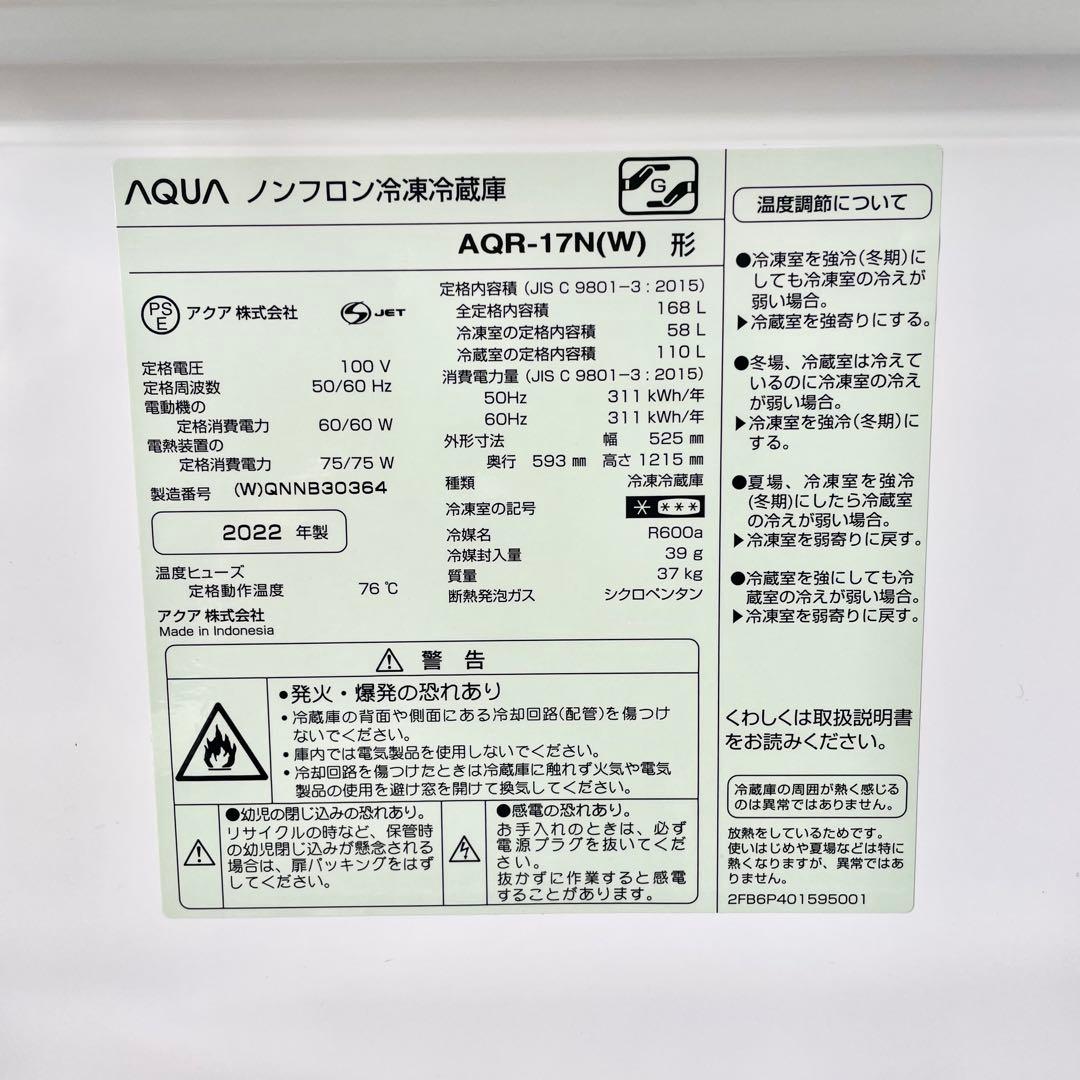 AQUA ノンフロン冷凍冷蔵庫
G
AQR-17N(W) 形
PS
E
アクア 株式会社
S JET
定格電圧 100 V
定格周波数 50/60 Hz
電動機の
定格消費電力 60/60 W
電熱装置の
定格消費電力 75/75 W
製造番号 (W)QNNB30364
2022 年製
温度ヒューズ
定格動作温度 76 ℃
アクア 株式会社
Made in Indonesia
定格内容積 (JIS C 9801-3 : 2015)
全定格内容積 168 L
冷凍室の定格内容積 58 L
冷蔵室の定格内容積 110 L
消費電力量 (JIS C 9801-3 : 2015)
50Hz 311 kWh/年
60Hz 311 kWh/年
外形寸法 幅 525 ㎜
奥行 593 ㎜ 高さ 1215 ㎜
種類 冷凍冷蔵庫
冷凍室の記号 * ***
冷媒名 R600a
冷媒封入量 39 g
質量 37 kg
断熱発泡ガス シクロペンタン
⚠ 警 告
●発火・爆発の恐れあり
・冷蔵庫の背面や側面にある冷却回路(配管)を傷つけ
ないでください。
・庫内では電気製品を使用しないでください。
・冷却回路を傷つけたときは冷蔵庫に触れず火気や電気
製品の使用を避け窓を開けて換気してください。
●幼児の閉じ込みの恐れあり。
リサイクルの時など、保管時
の幼児閉じ込みが懸念される
場合は、扉パッキングをはず
してください。
●感電の恐れあり。
お手入れのときは、必ず
電源プラグを抜いてくだ
さい。
抜かずに作業すると感電
することがあります。
温度調節について
●冷凍室を強冷(冬期)に
しても冷凍室の冷えが
弱い場合。
▶冷蔵室を強寄りにする。
●冬場、冷蔵室は冷えて
いるのに冷凍室の冷え
が弱い場合。
▶冷凍室を強冷(冬期)に
する。
●夏場、冷凍室を強冷
(冬期)にしたら冷蔵室
の冷えが弱い場合。
▶冷凍室を弱寄りに戻す。
●冷蔵室を強にしても冷
蔵室の冷えが弱い場合。
▶冷凍室を弱寄りに戻す。
くわしくは取扱説明書
をお読みください。
冷蔵庫の周囲が熱く感じる
のは異常ではありません。
放熱をしているためです。
使いはじめや夏場などは特に
熱くなりますが、異常ではあ
りません。
2FB6P401595001